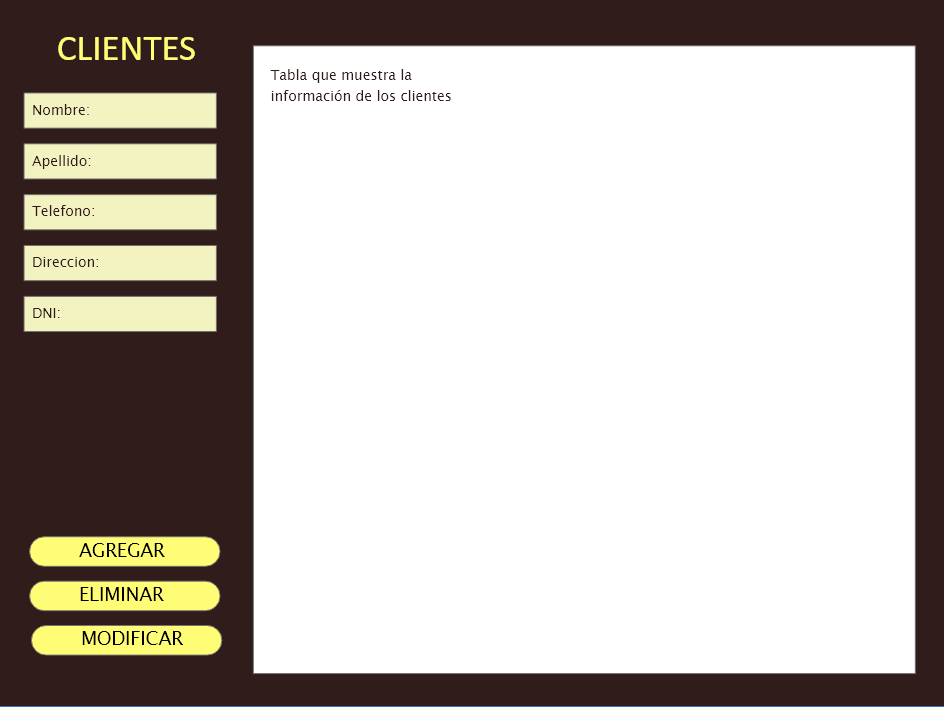 CLIENTES
Nombre:
Apellido:
Telefono:
Direccion:
DNI:
AGREGAR
ELIMINAR
MODIFICAR
Tabla que muestra la
información de los clientes